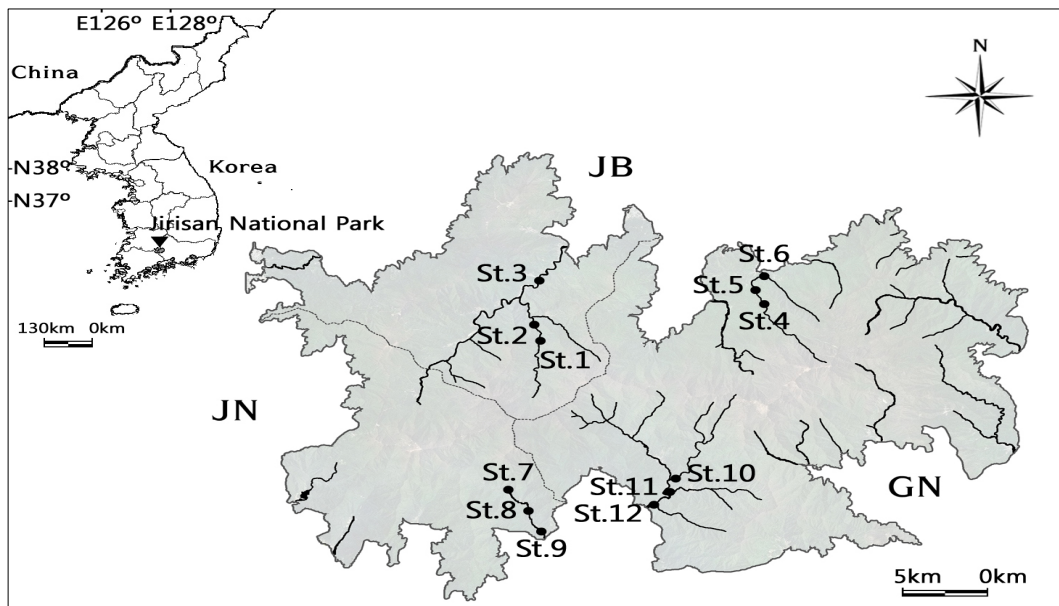 E126º E128º
N
China
JB
N38º
Korea
N37º
Jirisan National Park
St.6
St.3
St.5
St.4
130km 0km
St.2
St.1
JN
St.7
St.10
St.11
GN
St.8
St.12
St.9
5km 0km